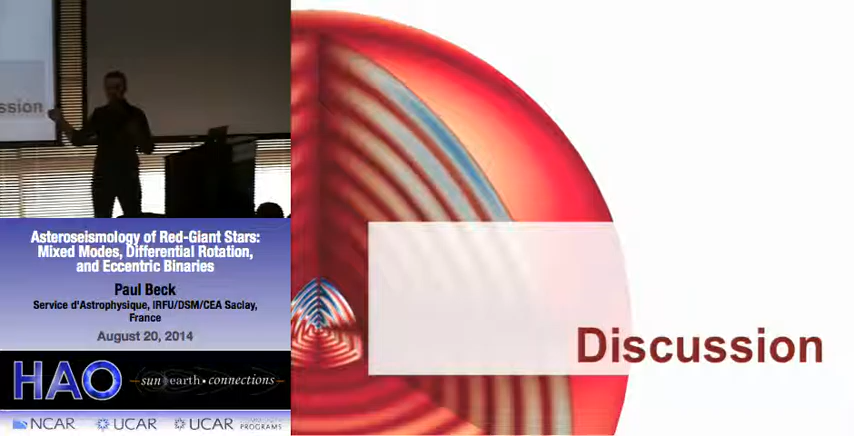 ssion
Asteroseismology of Red-Giant Stars:
Mixed Modes, Differential Rotation,
and Eccentric Binaries
Paul Beck
Service d'Astrophysique, IRFU/DSM/CEA Saclay,
France
August 20, 2014
HAO
sun earth • connections
NCAR
UCAR
UCAR
PROGRAMS
Discussion